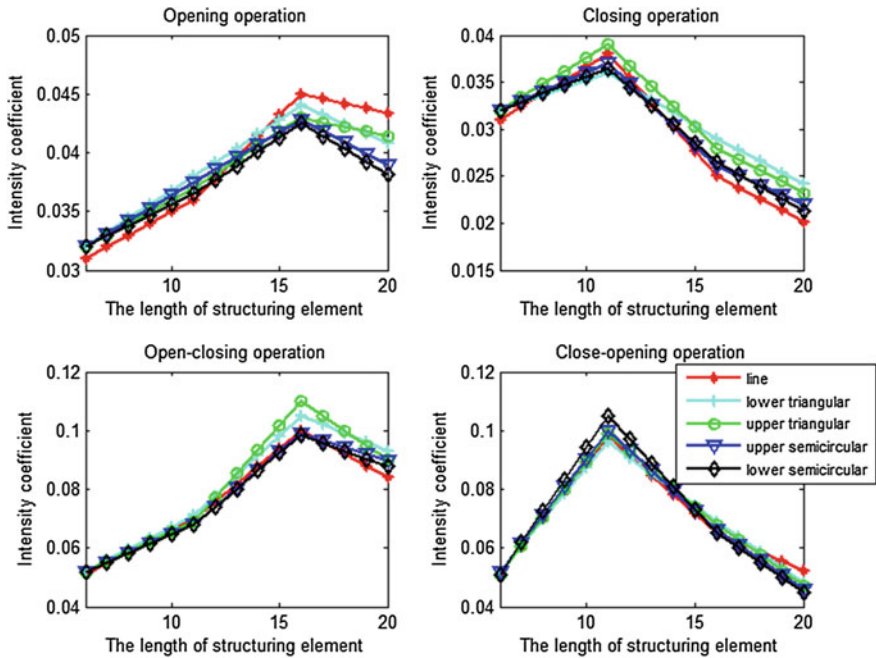 Opening operation
0.05
0.045
0.04
0.035
0.03
Intensity coefficient
10 15 20
The length of structuring element
Closing operation
0.04
0.035
0.03
0.025
0.02
0.015
Intensity coefficient
10 15 20
The length of structuring element
Open-closing operation
0.12
0.1
0.08
0.06
0.04
Intensity coefficient
10 15 20
The length of structuring element
Close-opening operation
0.12
0.1
0.08
0.06
0.04
Intensity coefficient
10 15 20
The length of structuring element
line
lower triangular
upper triangular
upper semicircular
lower semicircular